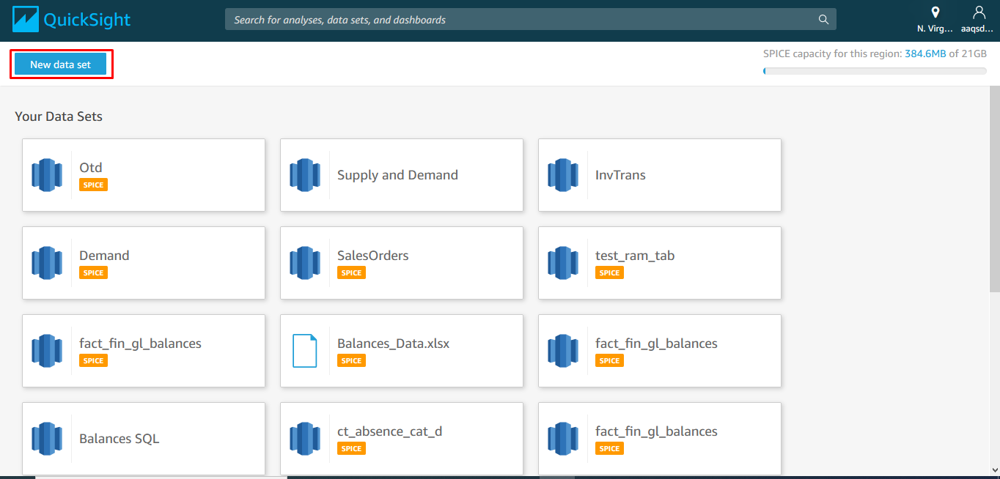 QuickSight
Search for analyses, data sets, and dashboards
N. Virg...
aaqsd...
New data set
SPICE capacity for this region: 384.6MB of 21GB
Your Data Sets
Otd
SPICE
Supply and Demand
InvTrans
Demand
SPICE
SalesOrders
SPICE
test_ram_tab
SPICE
fact_fin_gl_balances
SPICE
Balances_Data.xlsx
SPICE
fact_fin_gl_balances
SPICE
Balances SQL
ct_absence_cat_d
SPICE
fact_fin_gl_balances
SPICE